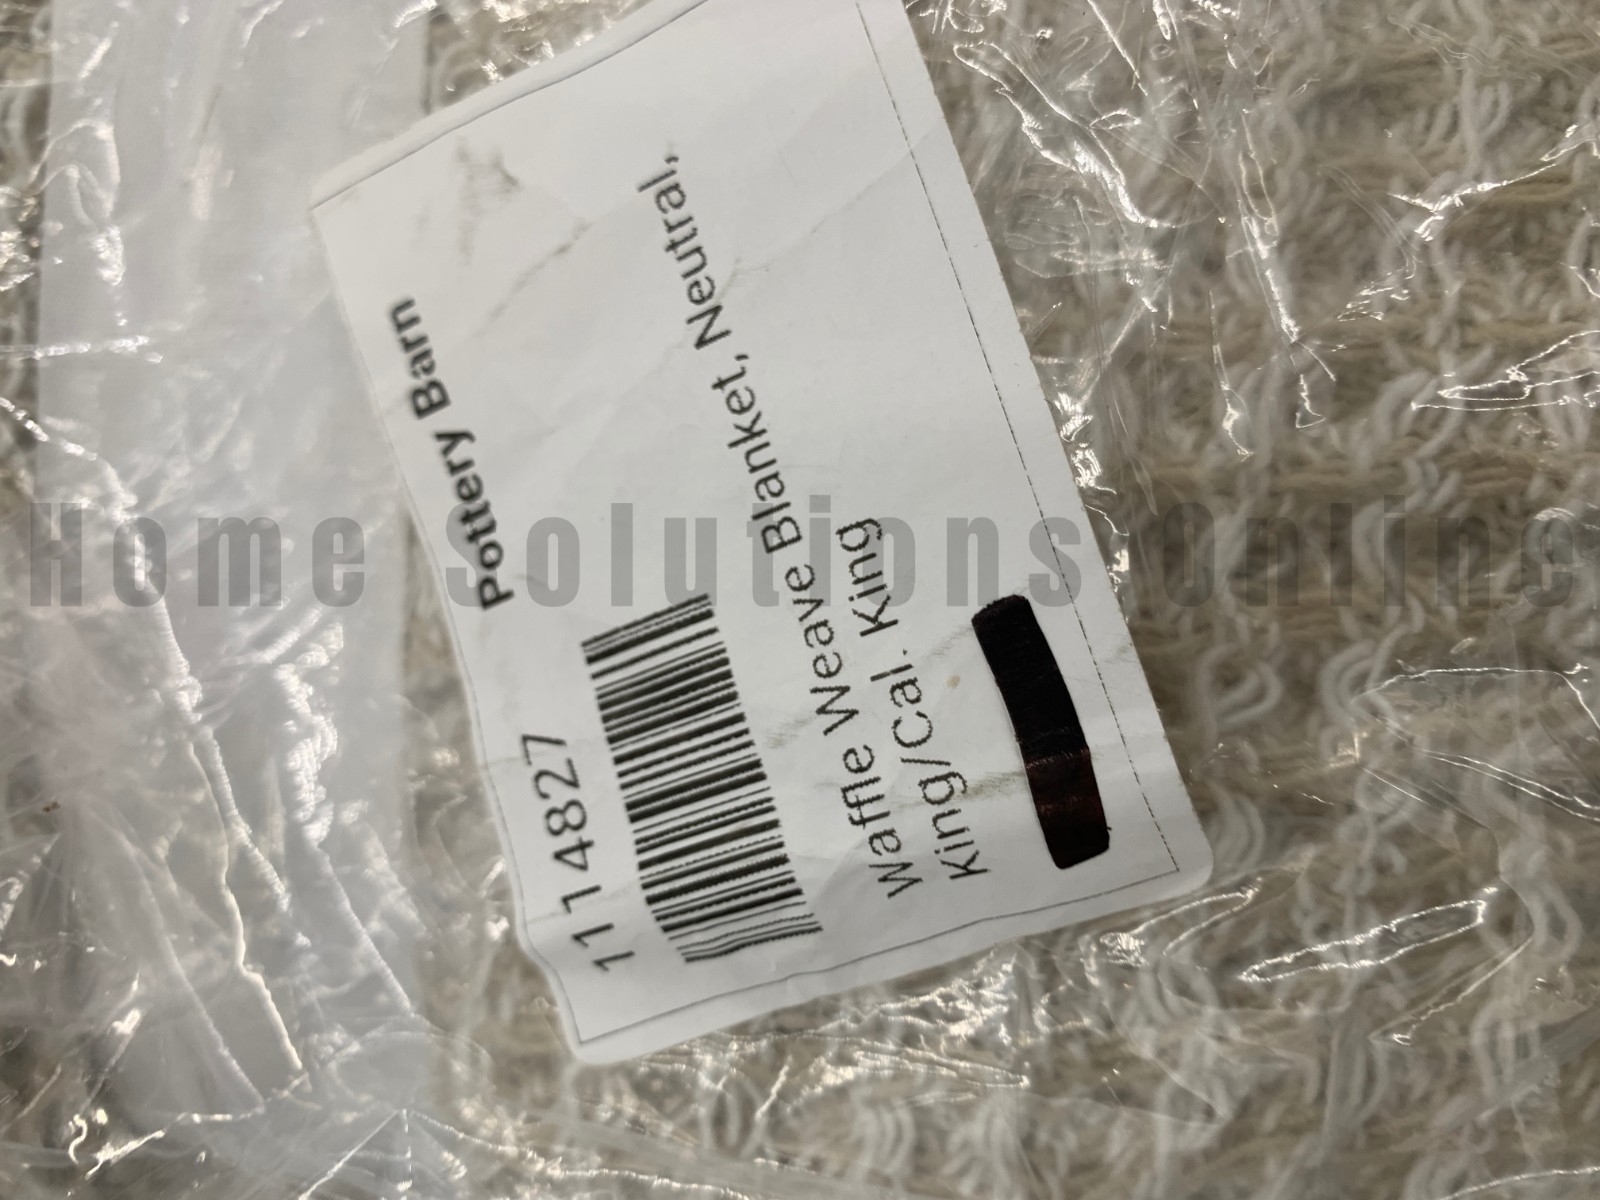 Pottery Barn
1114827
Waffle Weave Blanket, Neutral,
King/Cal. King
Home Solutions Online